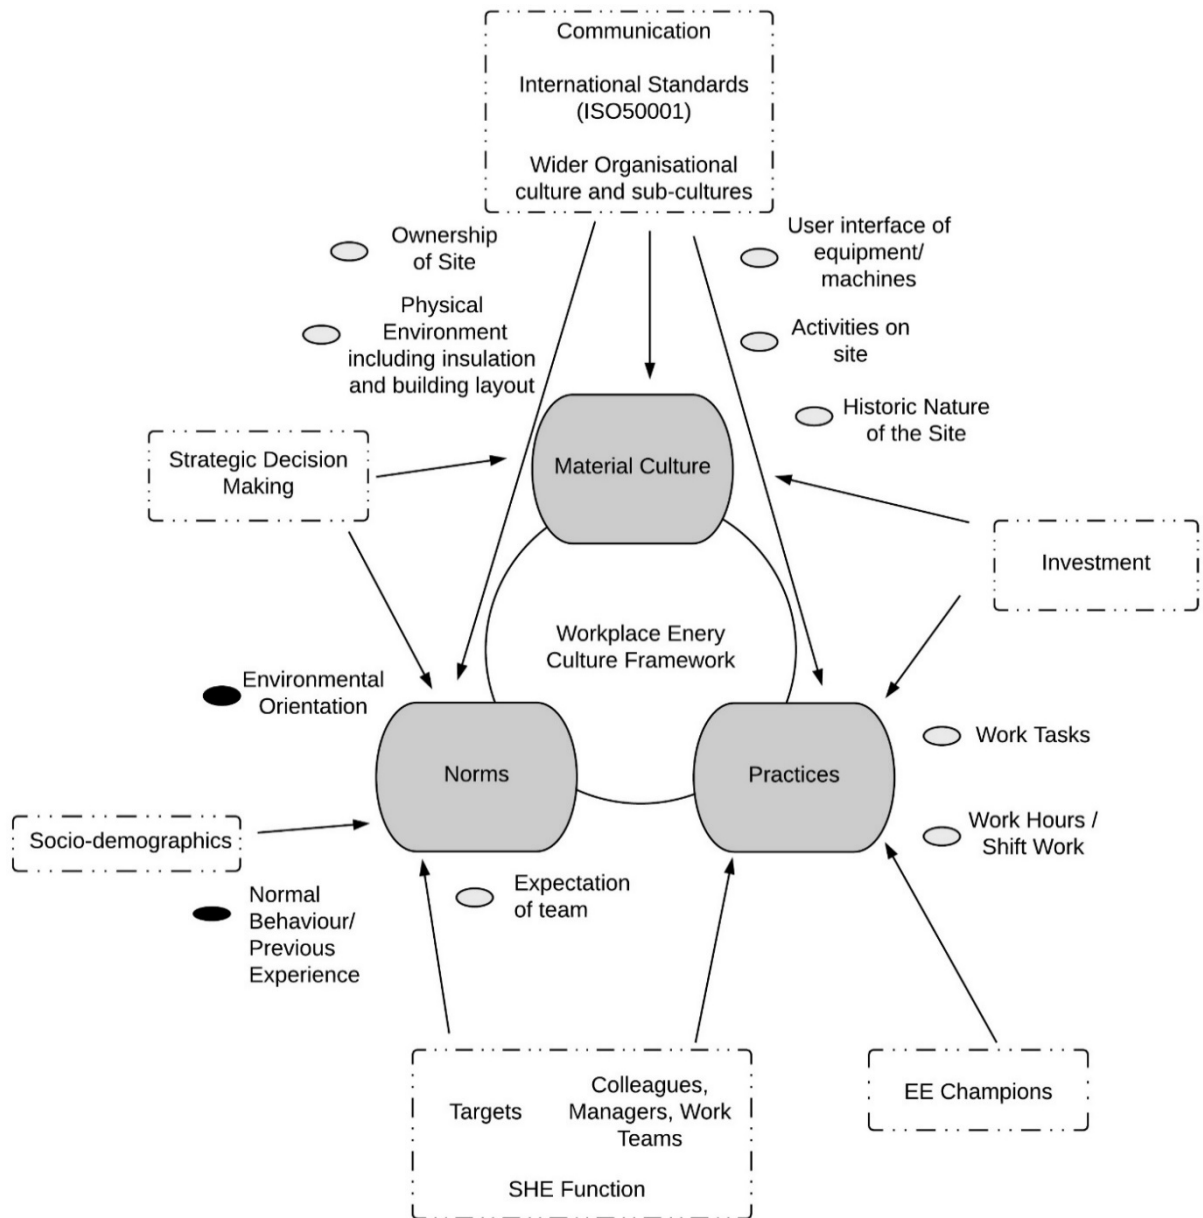 Communication
International Standards
(ISO50001)
Wider Organisational
culture and sub-cultures
Ownership
of Site
User interface of
equipment/
machines
Physical
Environment
including insulation
and building layout
Activities on
site
Historic Nature
of the Site
Strategic Decision
Making
Material Culture
Investment
Workplace Enery
Culture Framework
Environmental
Orientation
Norms
Practices
Work Tasks
Socio-demographics
Work Hours /
Shift Work
Normal
Behaviour/
Previous
Experience
Expectation
of team
Targets
Colleagues,
Managers, Work
Teams
SHE Function
EE Champions